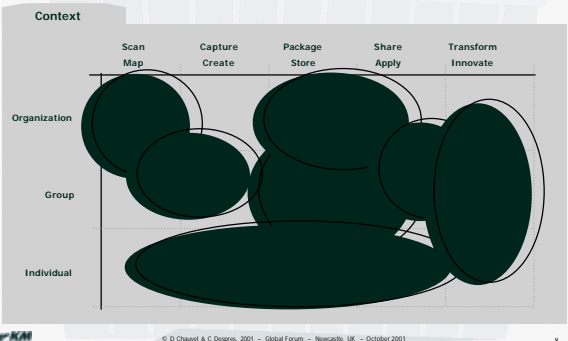 Context
Scan Capture Package Share Transform
Map Create Store Apply Innovate
Organization
Group
Individual
KM © D Chauvel & C Despres, 2001 – Global Forum – Newcastle, UK – October 2001